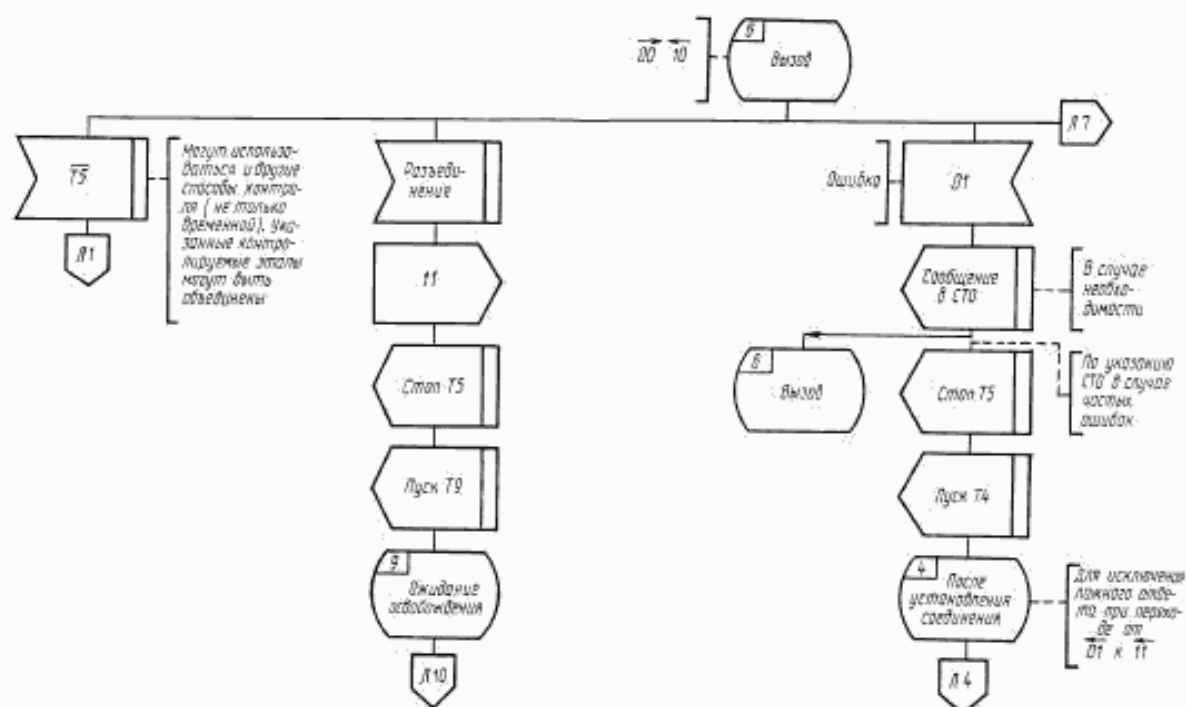 6
00 10
Вызов
Л7
Т5
Могут использо-
ваться и другие
способы контро-
ля (не только
временной). Ука-
занные контро-
лируемые этапы
могут быть
объединены
Л1
Разъеди-
нение
11
Стоп Т5
Пуск Т9
9
Ожидание
освобождения
Л10
Ошибка
01
Сообщение
в СТО
В случае
необхо-
димости
6
Вызов
Стоп Т5
По указанию
СТО в случае
частых
ошибок
Пуск Т4
4
После
установления
соединения
Для исключения
ложного отве-
та при перехо-
де от
01 к 11
Л4